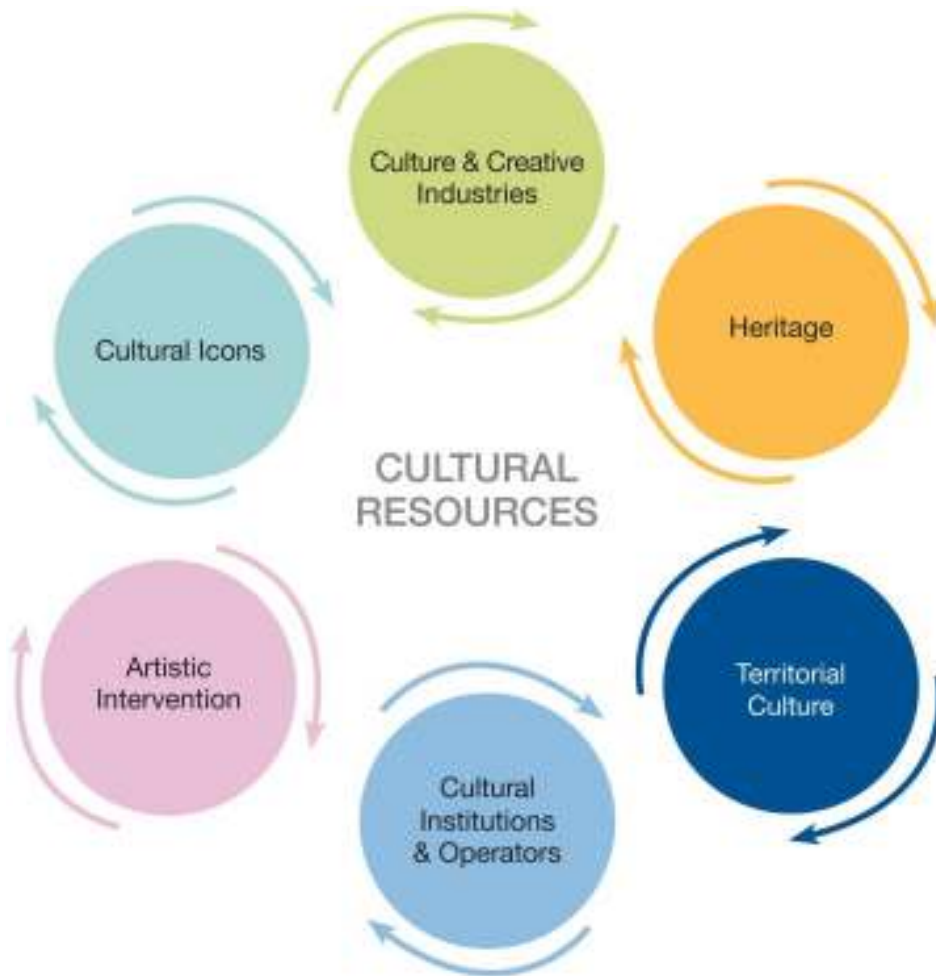 Culture & Creative
Industries
Heritage
Cultural Icons
CULTURAL
RESOURCES
Territorial
Culture
Artistic
Intervention
Cultural
Institutions
& Operators